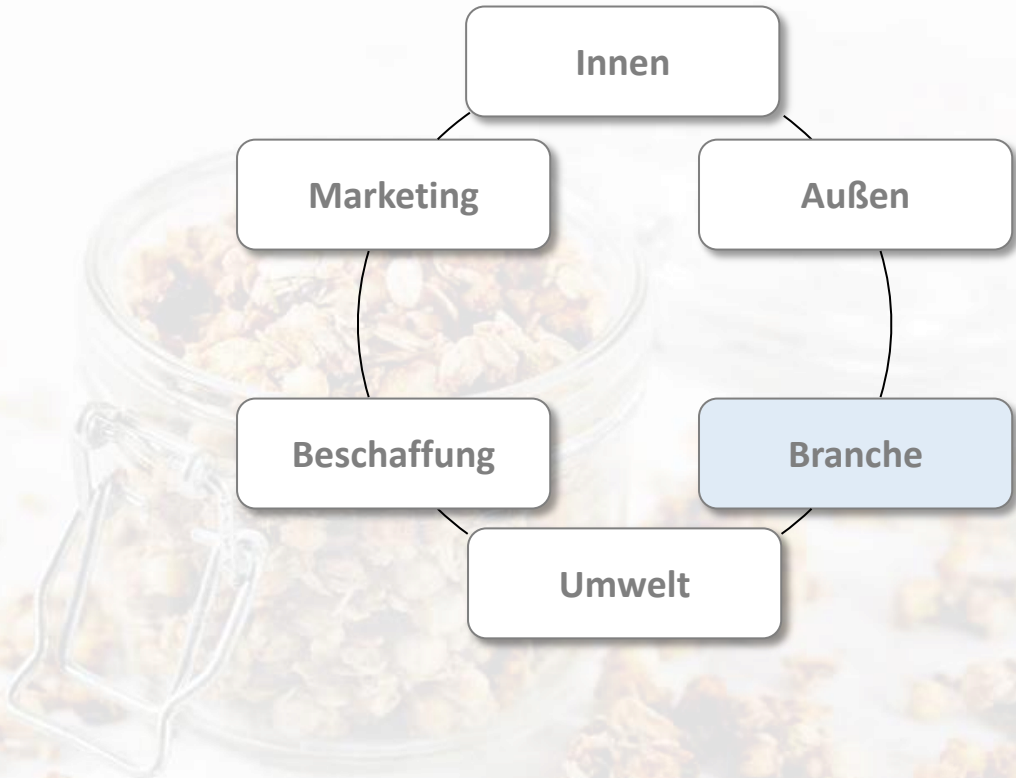 Innen
Marketing
Außen
Beschaffung
Branche
Umwelt